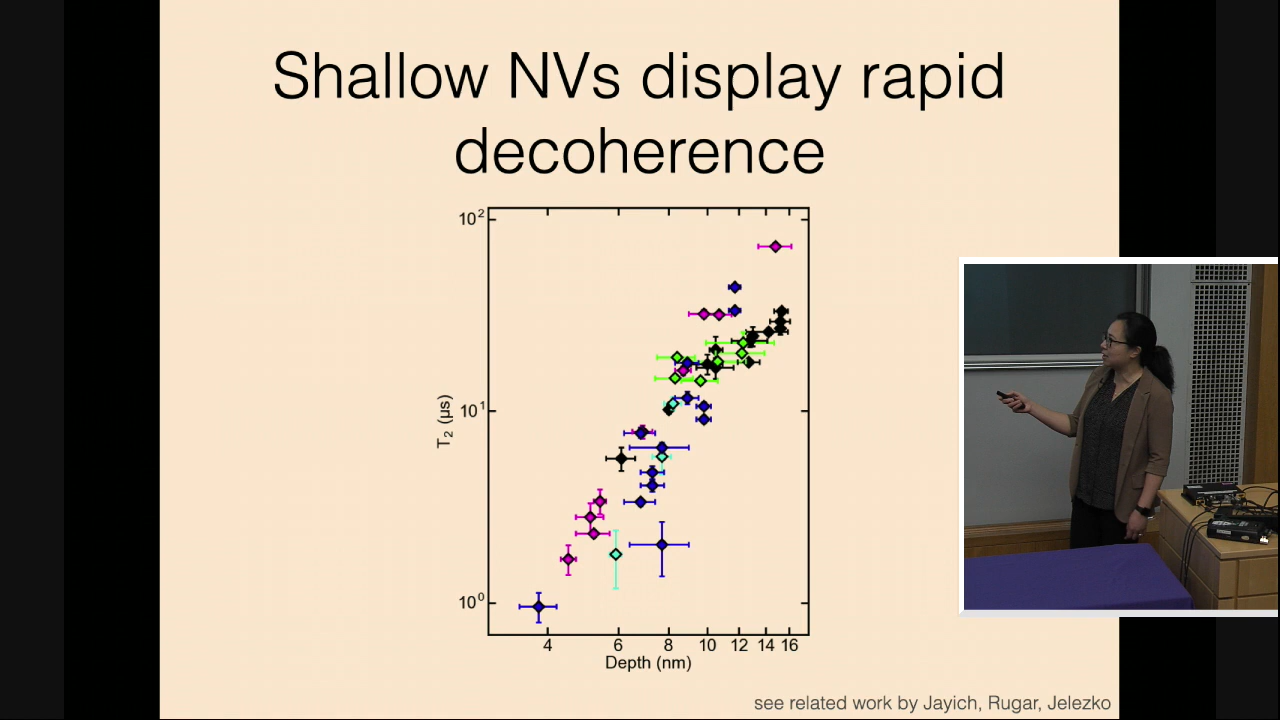 Shallow NVs display rapid
decoherence
10²
10¹
10⁰
T₂ (μs)
4 6 8 10 12 14 16
Depth (nm)
see related work by Jayich, Rugar, Jelezko